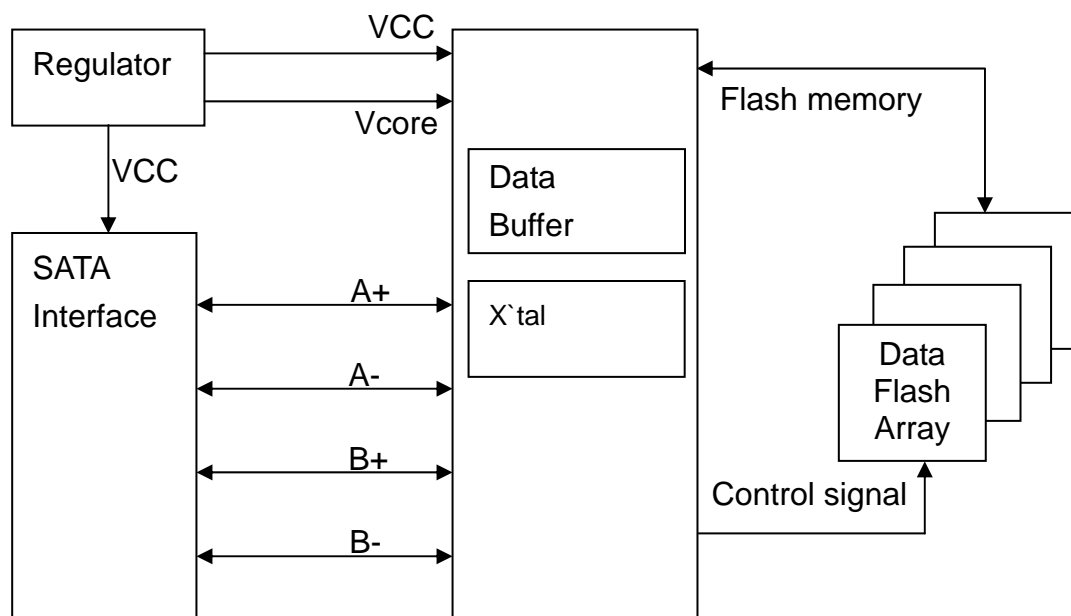 Regulator
VCC
Vcore
VCC
Flash memory
Data
Buffer
SATA
Interface
A+
A-
B+
B-
X`tal
Data
Flash
Array
Control signal